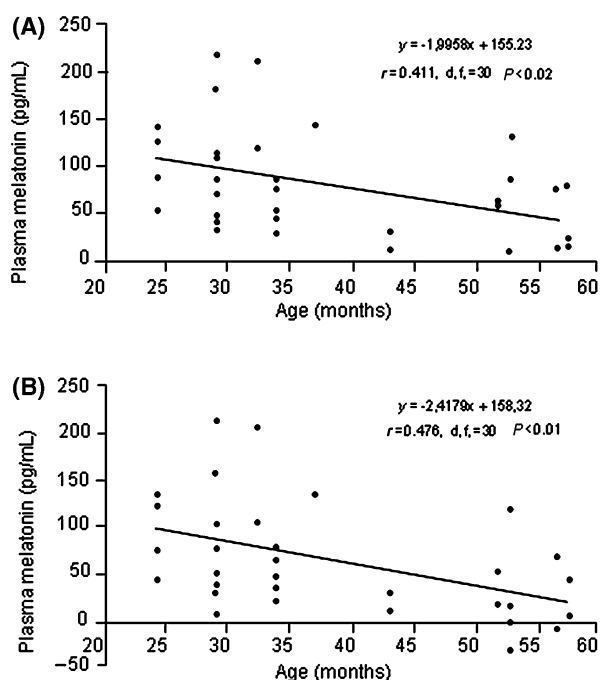 (A)
250
200
150
100
50
0
Plasma melatonin (pg/mL)
y = -1,9958x + 155.23
r = 0.411, d,f,=30 P<0.02
20 25 30 35 40 45 50 55 60
Age (months)
(B)
250
200
150
100
50
0
−50
Plasma melatonin (pg/mL)
y = -2,4179x + 158,32
r = 0.476, d,f,=30 P<0.01
20 25 30 35 40 45 50 55 60
Age (months)